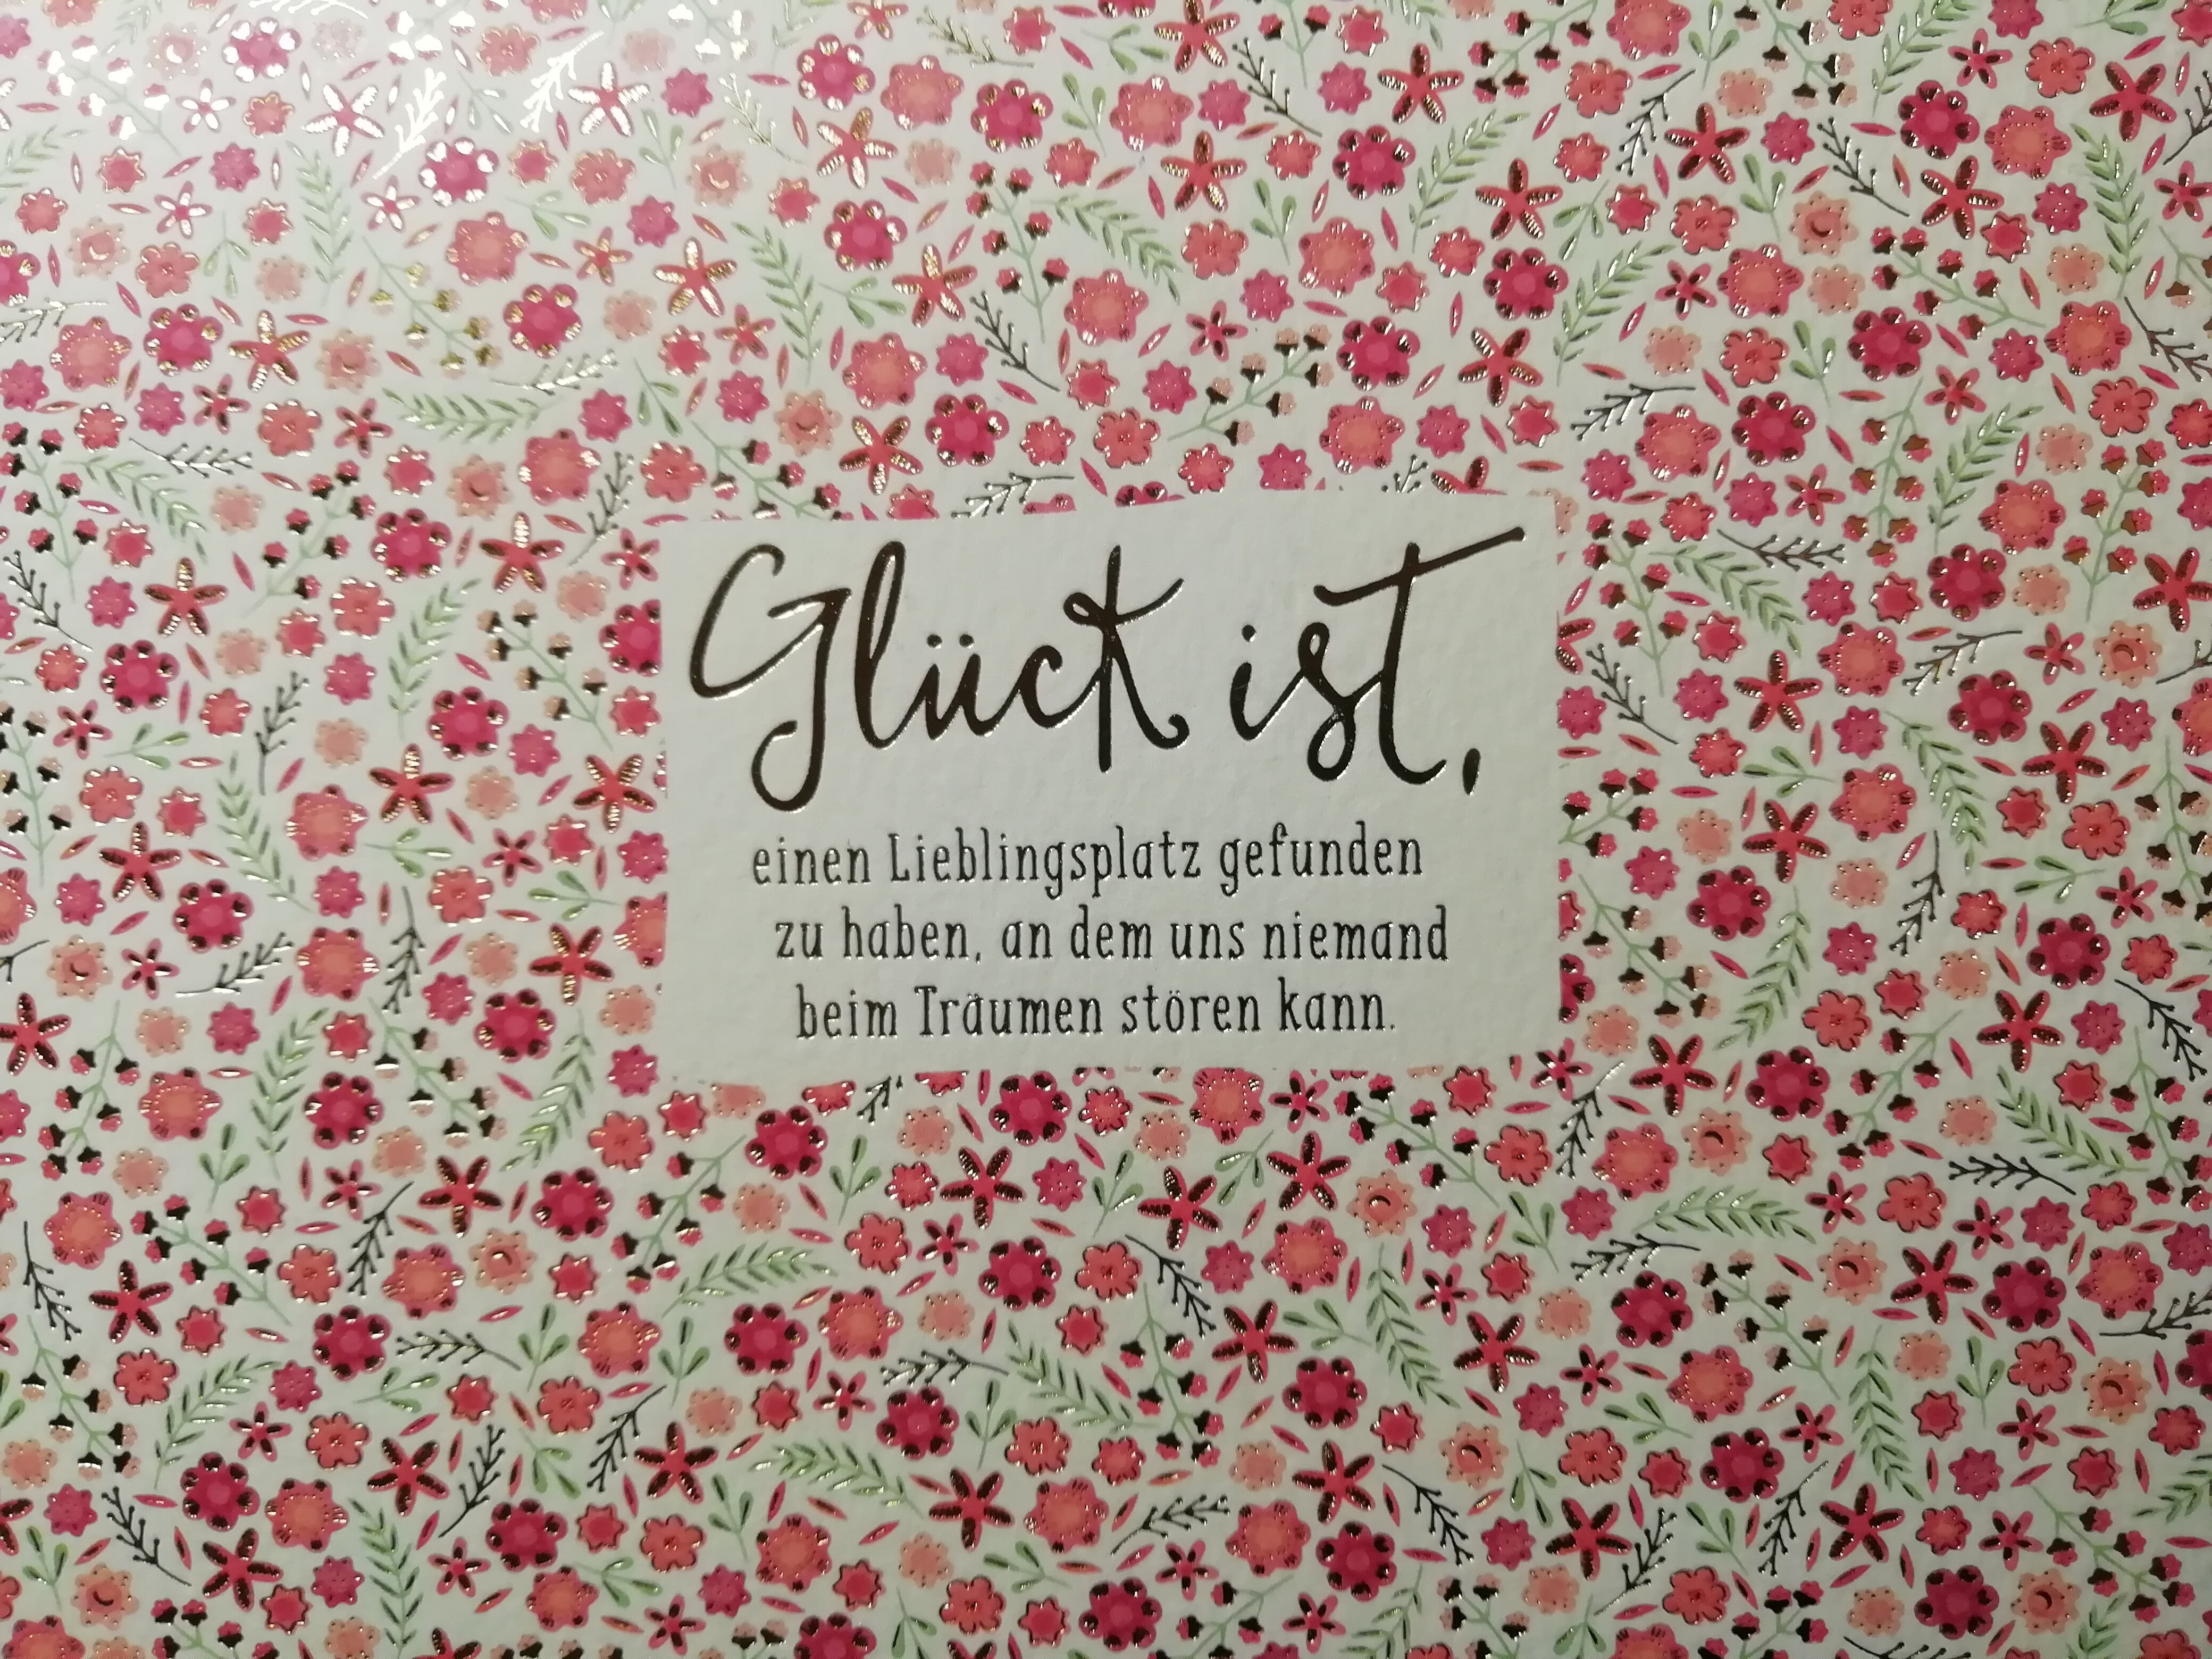 Glück ist,
einen Lieblingsplatz gefunden
zu haben, an dem uns niemand
beim Träumen stören kann.